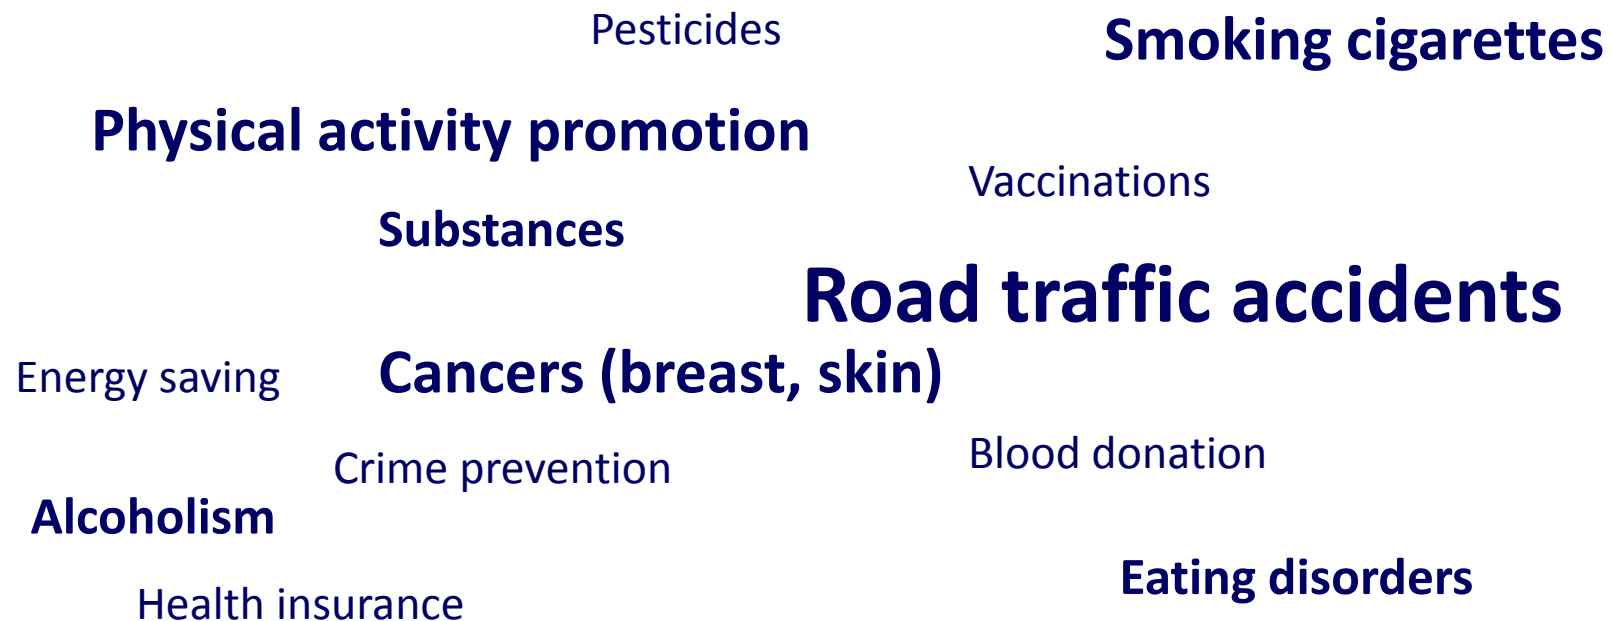 Pesticides
Smoking cigarettes
Physical activity promotion
Vaccinations
Substances
Road traffic accidents
Energy saving
Cancers (breast, skin)
Crime prevention
Blood donation
Alcoholism
Eating disorders
Health insurance